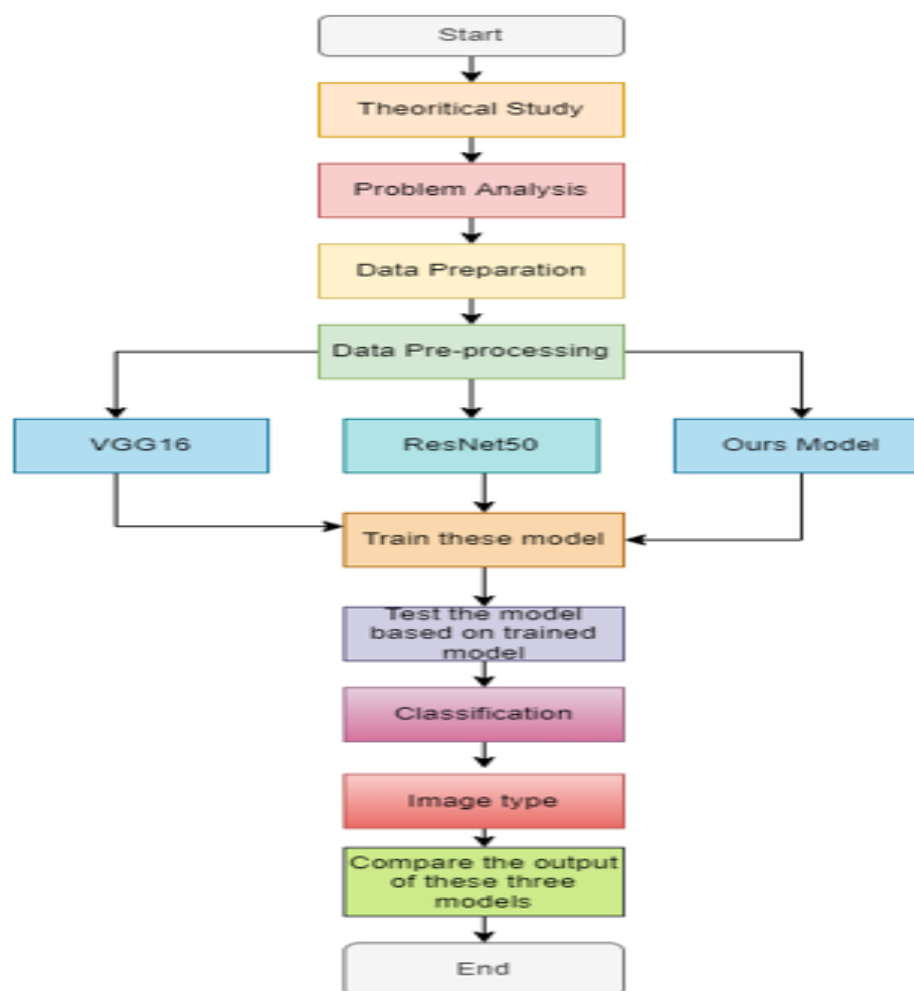 Start
Theoritical Study
Problem Analysis
Data Preparation
Data Pre-processing
VGG16
ResNet50
Ours Model
Train these model
Test the model
based on trained
model
Classification
Image type
Compare the output
of these three
models
End